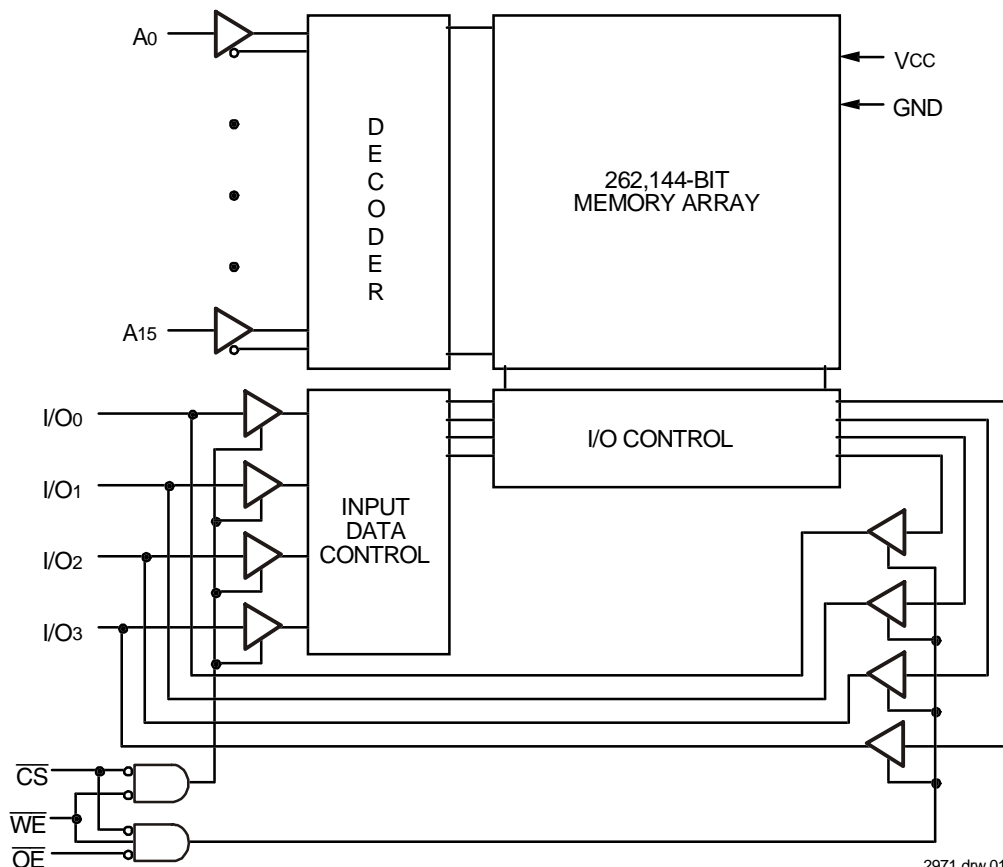 A0
VCC
GND
D
E
C
O
D
E
R
262,144-BIT
MEMORY ARRAY
A15
I/O0
I/O CONTROL
I/O1
INPUT
DATA
CONTROL
I/O2
I/O3
CS
WE
OE
2971 drw 01